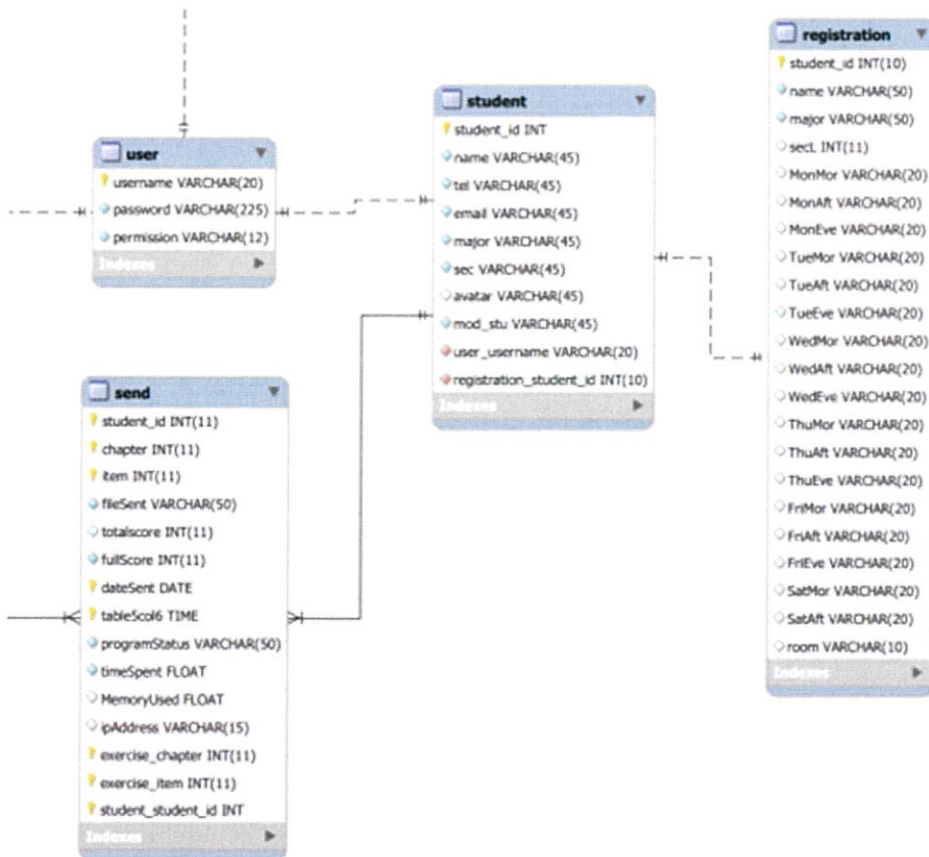 user
username VARCHAR(20)
password VARCHAR(225)
permission VARCHAR(12)
Indexes
send
student_id INT(11)
chapter INT(11)
item INT(11)
fileSent VARCHAR(50)
totalscore INT(11)
fullScore INT(11)
dateSent DATE
table5col6 TIME
programStatus VARCHAR(50)
timeSpent FLOAT
MemoryUsed FLOAT
ipAddress VARCHAR(15)
exercise_chapter INT(11)
exercise_item INT(11)
student_student_id INT
Indexes
student
student_id INT
name VARCHAR(45)
tel VARCHAR(45)
email VARCHAR(45)
major VARCHAR(45)
sec VARCHAR(45)
avatar VARCHAR(45)
mod_stu VARCHAR(45)
user_username VARCHAR(20)
registration_student_id INT(10)
Indexes
registration
student_id INT(10)
name VARCHAR(50)
major VARCHAR(50)
secL INT(11)
MonMor VARCHAR(20)
MonAft VARCHAR(20)
MonEve VARCHAR(20)
TueMor VARCHAR(20)
TueAft VARCHAR(20)
TueEve VARCHAR(20)
WedMor VARCHAR(20)
WedAft VARCHAR(20)
WedEve VARCHAR(20)
ThuMor VARCHAR(20)
ThuAft VARCHAR(20)
ThuEve VARCHAR(20)
FriMor VARCHAR(20)
FriAft VARCHAR(20)
FriEve VARCHAR(20)
SatMor VARCHAR(20)
SatAft VARCHAR(20)
room VARCHAR(10)
Indexes